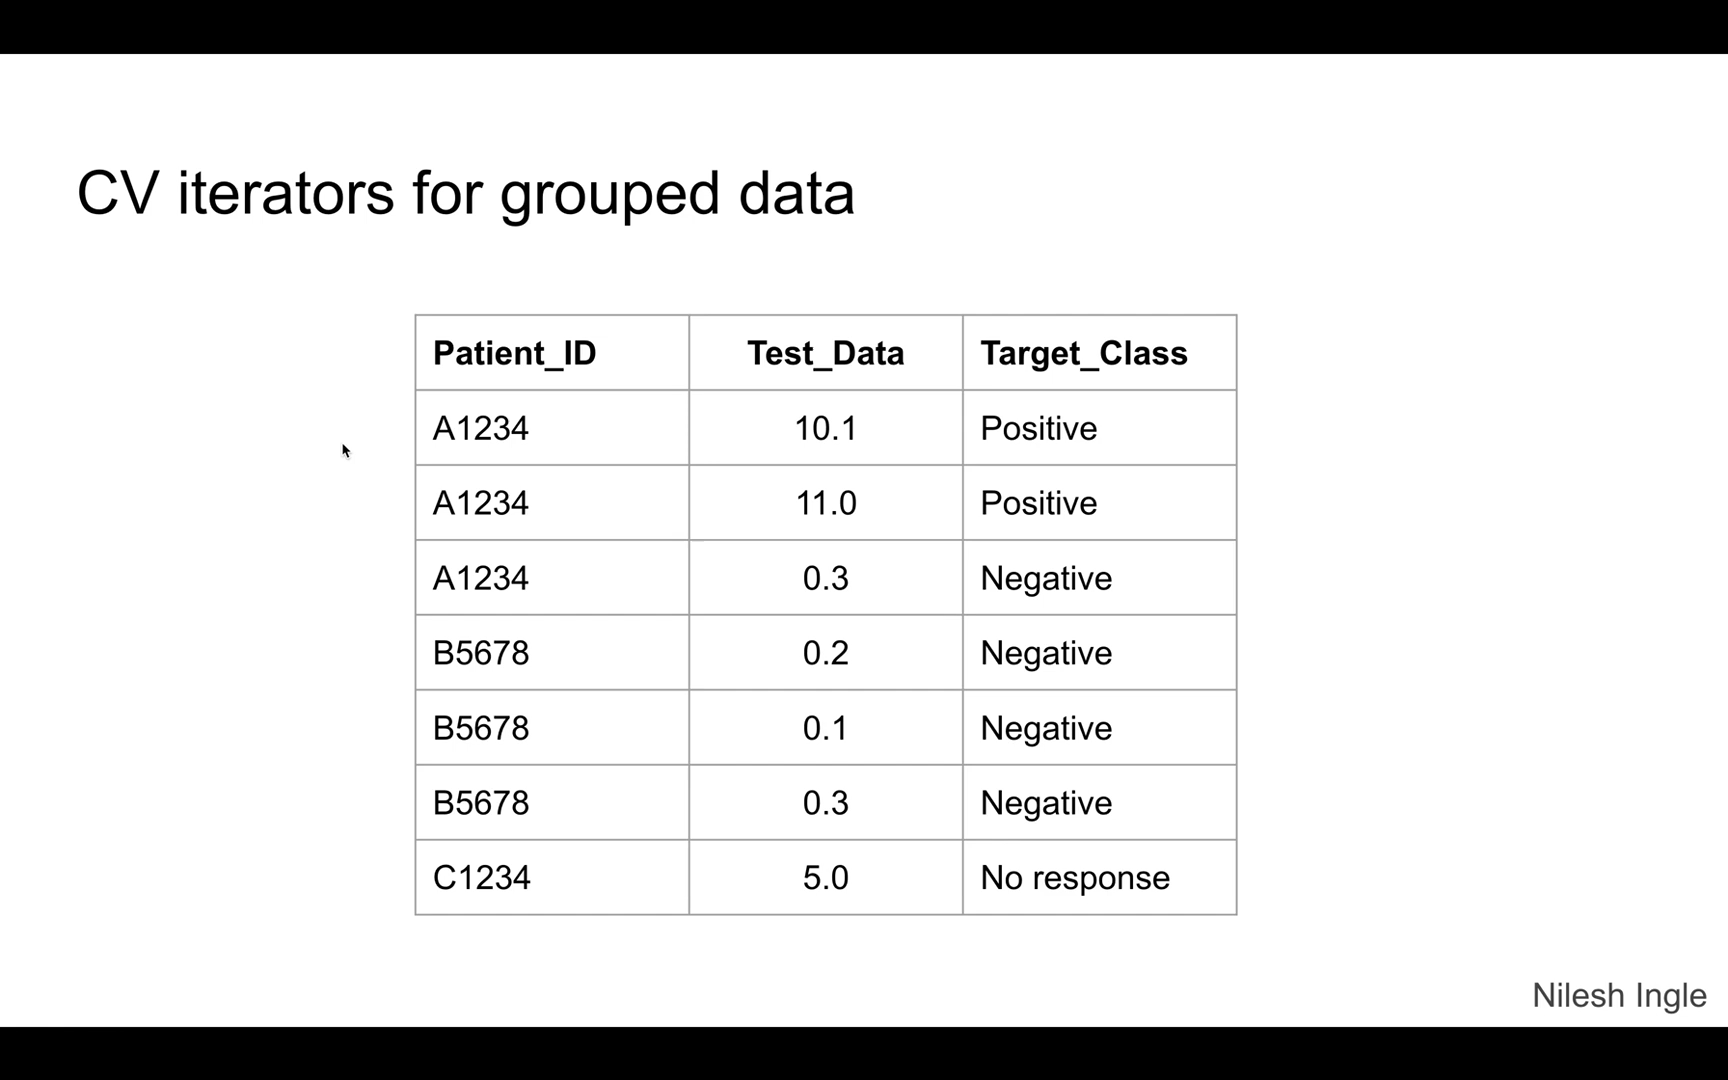 CV iterators for grouped data
Patient_ID Test_Data Target_Class
A1234 10.1 Positive
A1234 11.0 Positive
A1234 0.3 Negative
B5678 0.2 Negative
B5678 0.1 Negative
B5678 0.3 Negative
C1234 5.0 No response
Nilesh Ingle